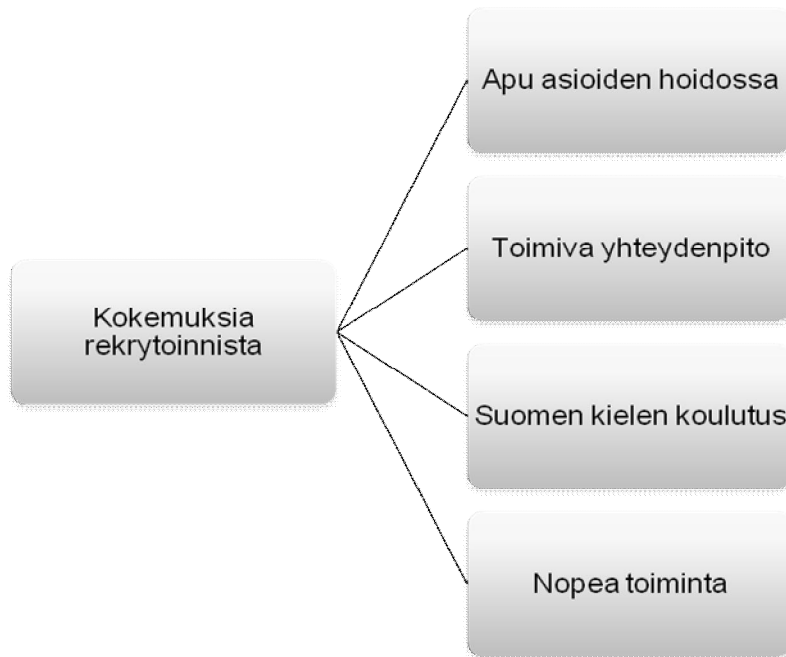 Apu asioiden hoidossa
Toimiva yhteydenpito
Kokemuksia
rekrytoinnista
Suomen kielen koulutus
Nopea toiminta